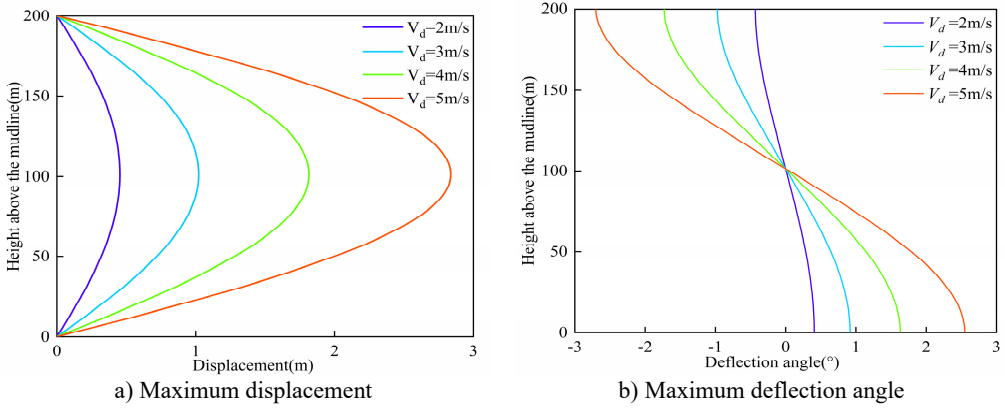 200
150
100
50
0
Height above the mudline(m)
V_d=2m/s
V_d=3m/s
V_d=4m/s
V_d=5m/s
0 1 2 3
Displacement(m)
a) Maximum displacement
200
150
100
50
0
Height above the mudline(m)
V_d =2m/s
V_d =3m/s
V_d =4m/s
V_d =5m/s
-3 -2 -1 0 1 2 3
Deflection angle(°)
b) Maximum deflection angle